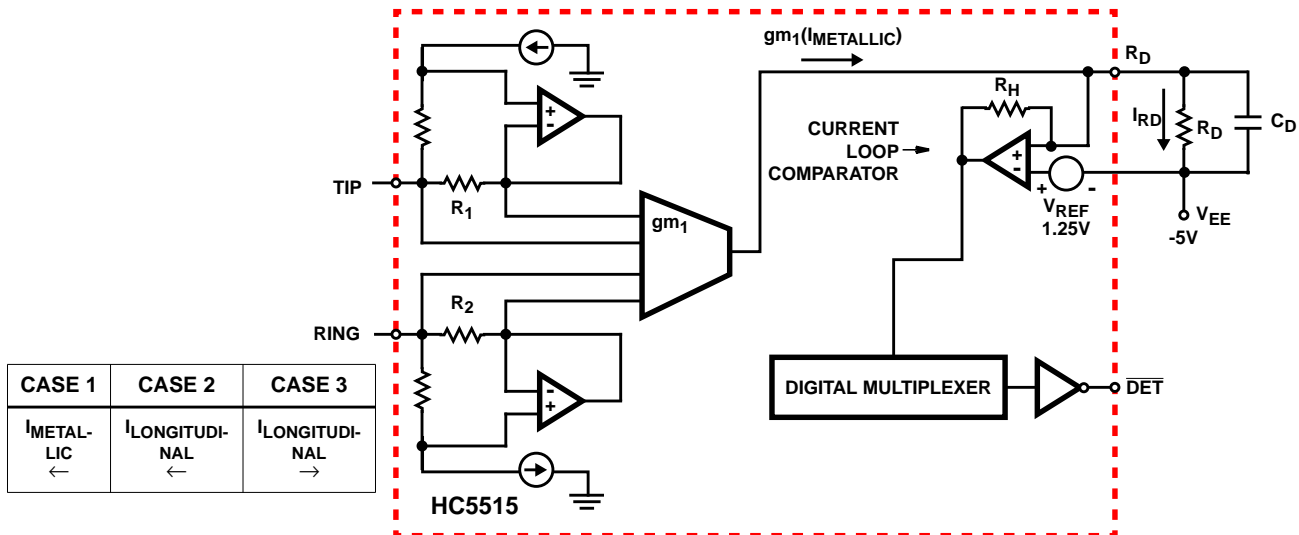 gm1(IMETALLIC)
RD
RH
IRD
RD
CD
CURRENT
LOOP →
COMPARATOR
+
-
+
-
VREF
1.25V
VEE
-5V
+
-
TIP
R1
gm1
R2
RING
-
+
DIGITAL MULTIPLEXER
DET
HC5515
CASE 1 CASE 2 CASE 3
IMETAL-
LIC
←
ILONGITUDI-
NAL
←
ILONGITUDI-
NAL
→